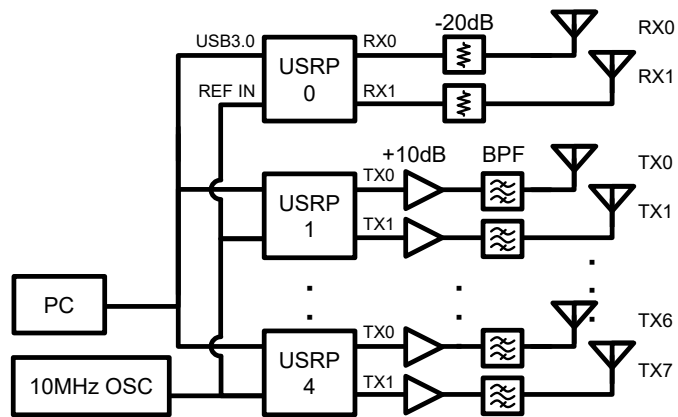 -20dB
RX0
USB3.0
RX0
USRP
0
RX1
REF IN
RX1
+10dB
BPF
TX0
TX0
USRP
1
TX1
TX1
PC
TX0
TX6
USRP
4
10MHz OSC
TX1
TX7